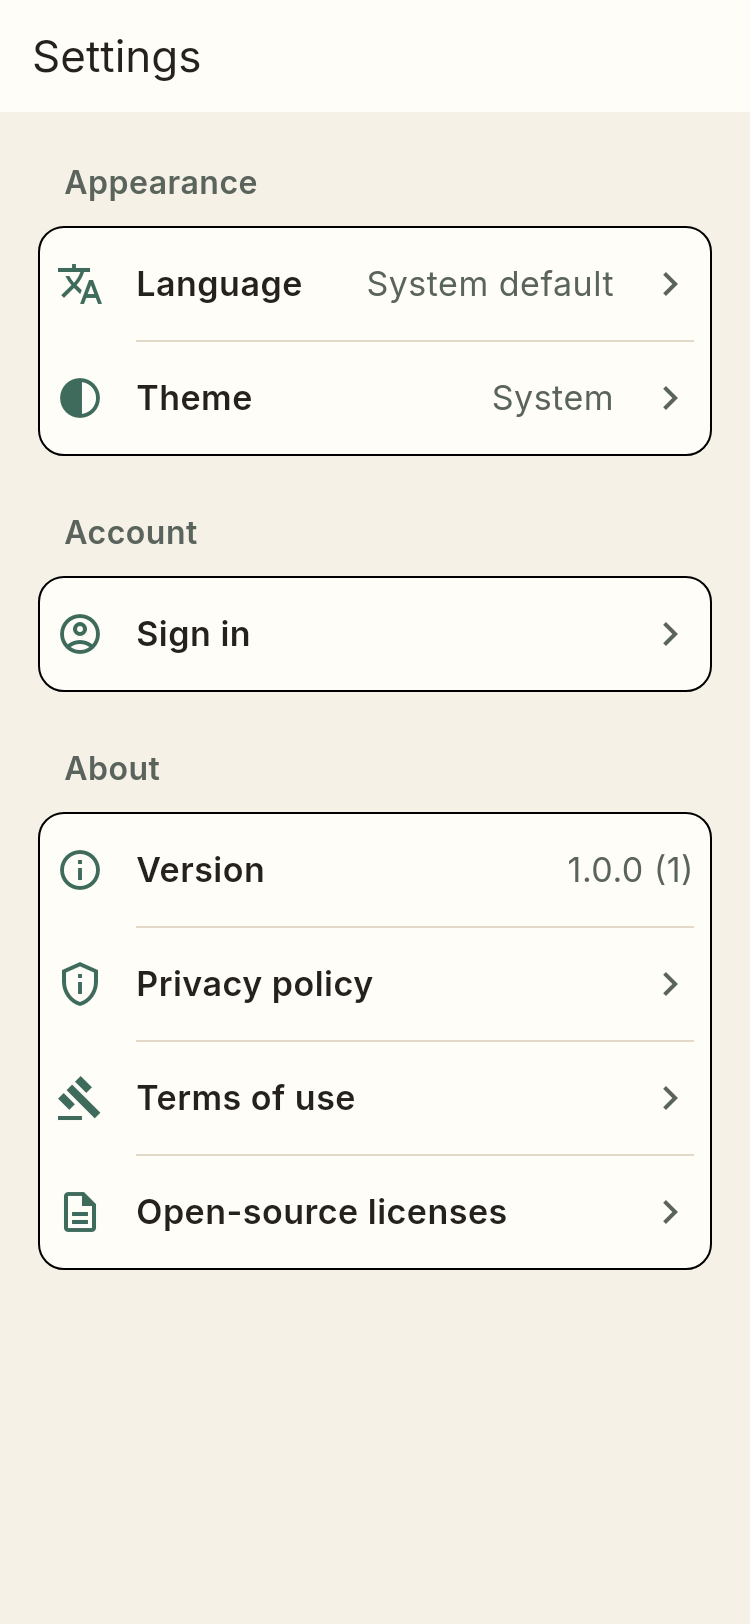 Settings
Appearance
Language System default
Theme System
Account
Sign in
About
Version 1.0.0 (1)
Privacy policy
Terms of use
Open-source licenses